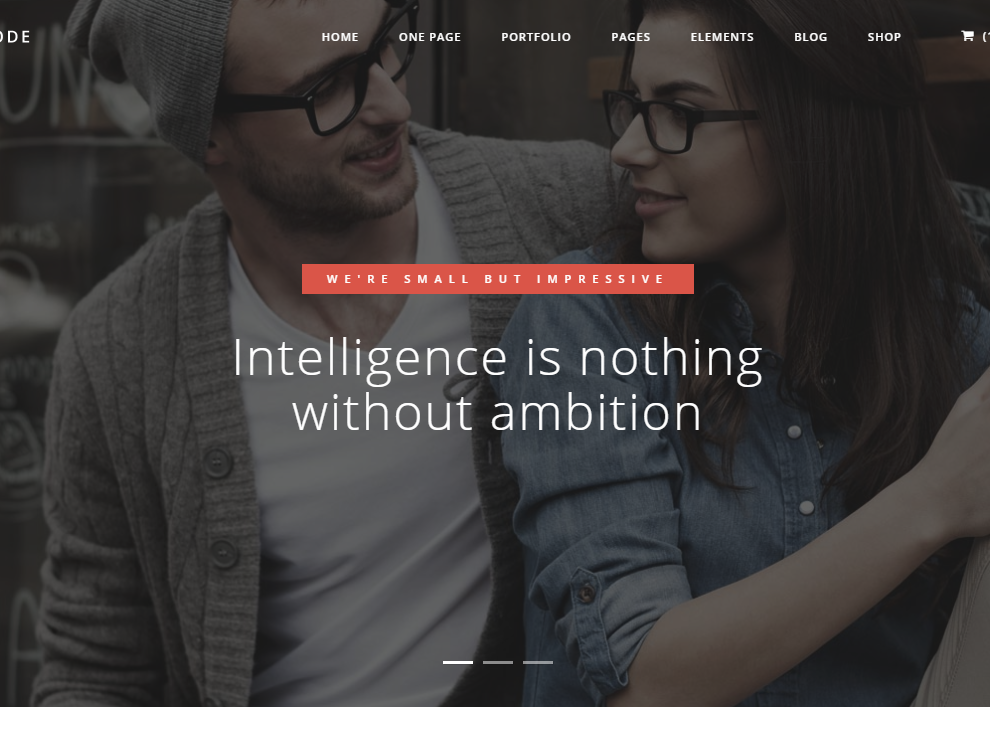 ODE
HOME ONE PAGE PORTFOLIO PAGES ELEMENTS BLOG SHOP (1
WE'RE SMALL BUT IMPRESSIVE
Intelligence is nothing
without ambition